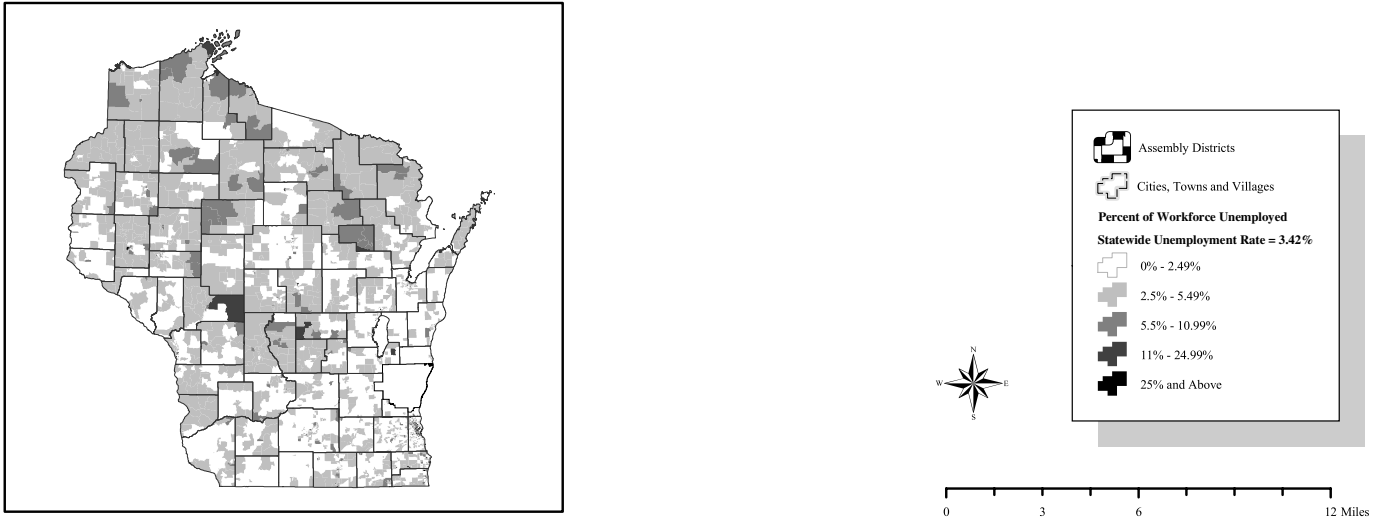 Assembly Districts
Cities, Towns and Villages
Percent of Workforce Unemployed
Statewide Unemployment Rate = 3.42%
0% - 2.49%
2.5% - 5.49%
5.5% - 10.99%
11% - 24.99%
25% and Above
N
W E
S
0 3 6 12 Miles